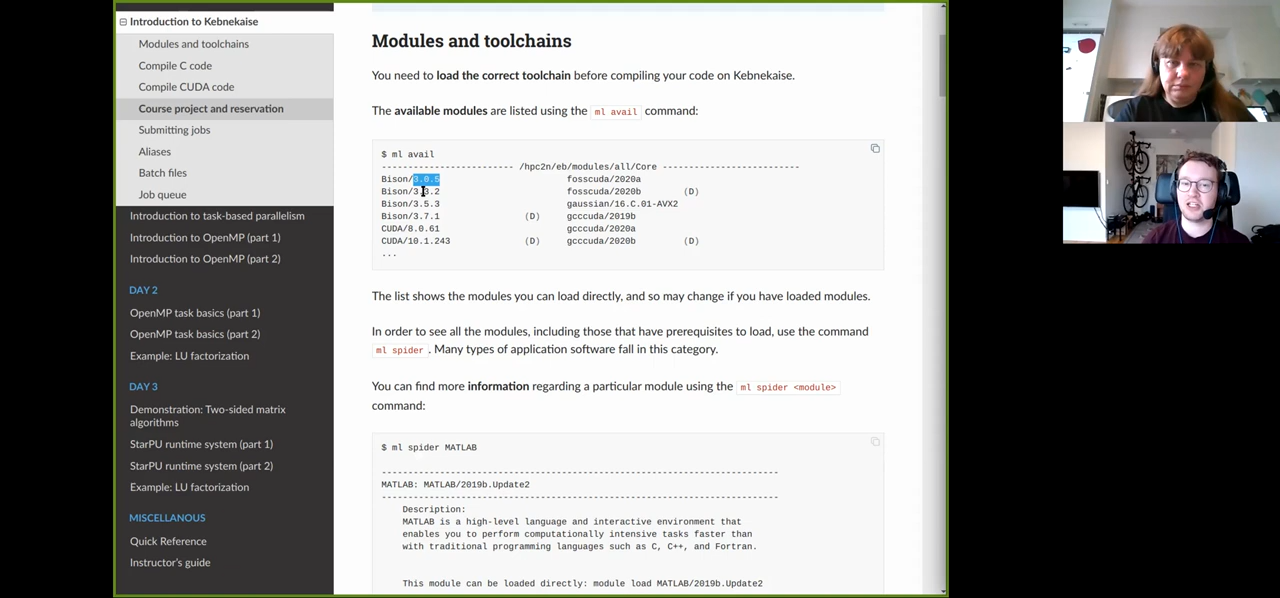 Introduction to Kebnekaise
Modules and toolchains
Compile C code
Compile CUDA code
Course project and reservation
Submitting jobs
Aliases
Batch files
Job queue
Introduction to task-based parallelism
Introduction to OpenMP (part 1)
Introduction to OpenMP (part 2)
DAY 2
OpenMP task basics (part 1)
OpenMP task basics (part 2)
Example: LU factorization
DAY 3
Demonstration: Two-sided matrix
algorithms
StarPU runtime system (part 1)
StarPU runtime system (part 2)
Example: LU factorization
MISCELLANEOUS
Quick Reference
Instructor's guide
Modules and toolchains
You need to load the correct toolchain before compiling your code on Kebnekaise.
The available modules are listed using the ml avail command:
$ ml avail
------------------------- /hpc2n/eb/modules/all/Core --------------------------
Bison/3.0.5 fosscuda/2020a
Bison/3.3.2 fosscuda/2020b (D)
Bison/3.5.3 gaussian/16.C.01-AVX2
Bison/3.7.1 (D) gcccuda/2019b
CUDA/8.0.61 gcccuda/2020a
CUDA/10.1.243 (D) gcccuda/2020b (D)
...
The list shows the modules you can load directly, and so may change if you have loaded modules.
In order to see all the modules, including those that have prerequisites to load, use the command
ml spider . Many types of application software fall in this category.
You can find more information regarding a particular module using the ml spider <module>
command:
$ ml spider MATLAB
---------------------------------------------------------------------------
MATLAB: MATLAB/2019b.Update2
---------------------------------------------------------------------------
Description:
MATLAB is a high-level language and interactive environment that
enables you to perform computationally intensive tasks faster than
with traditional programming languages such as C, C++, and Fortran.
This module can be loaded directly: module load MATLAB/2019b.Update2